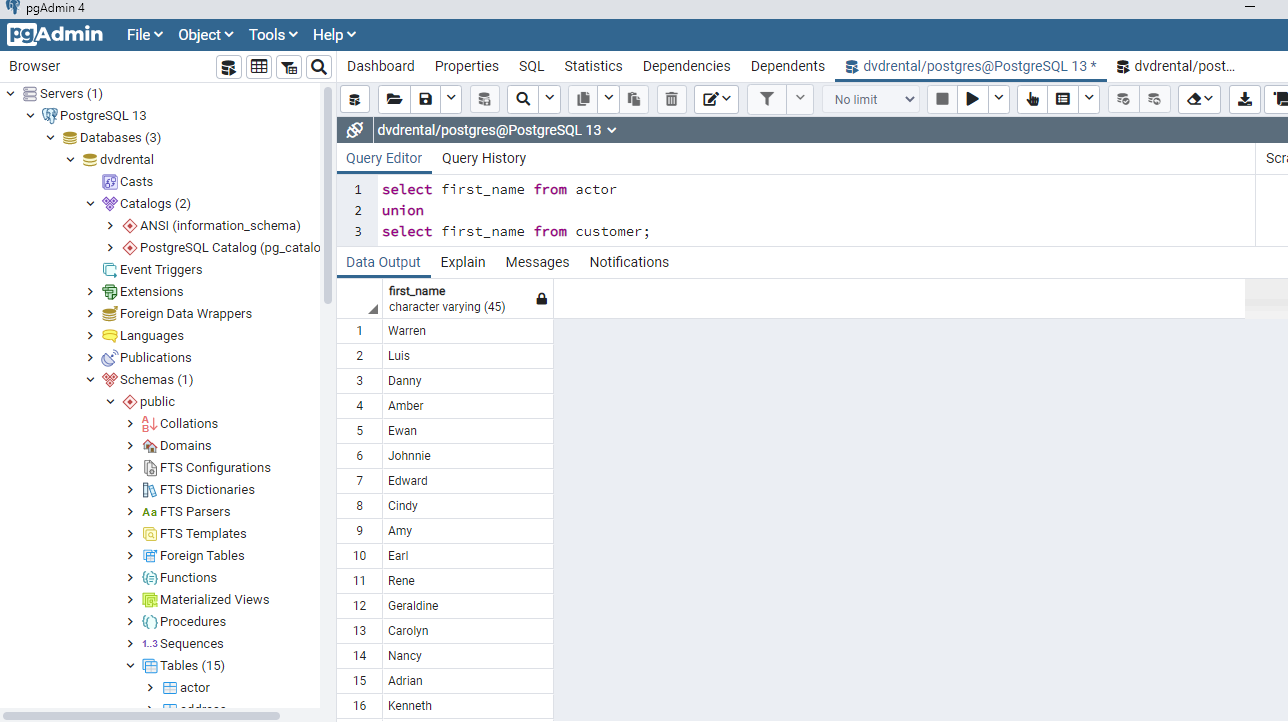 pgAdmin 4
pgAdmin File Object Tools Help
Browser
Dashboard Properties SQL Statistics Dependencies Dependents dvdrental/postgres@PostgreSQL 13 * dvdrental/post...
No limit
dvdrental/postgres@PostgreSQL 13
Query Editor Query History
Scra
1 select first_name from actor
2 union
3 select first_name from customer;
Data Output Explain Messages Notifications
first_name
character varying (45)
1 Warren
2 Luis
3 Danny
4 Amber
5 Ewan
6 Johnnie
7 Edward
8 Cindy
9 Amy
10 Earl
11 Rene
12 Geraldine
13 Carolyn
14 Nancy
15 Adrian
16 Kenneth
Servers (1)
PostgreSQL 13
Databases (3)
dvdrental
Casts
Catalogs (2)
ANSI (information_schema)
PostgreSQL Catalog (pg_catalo
Event Triggers
Extensions
Foreign Data Wrappers
Languages
Publications
Schemas (1)
public
Collations
Domains
FTS Configurations
FTS Dictionaries
Aa FTS Parsers
FTS Templates
Foreign Tables
Functions
Materialized Views
Procedures
1..3 Sequences
Tables (15)
actor